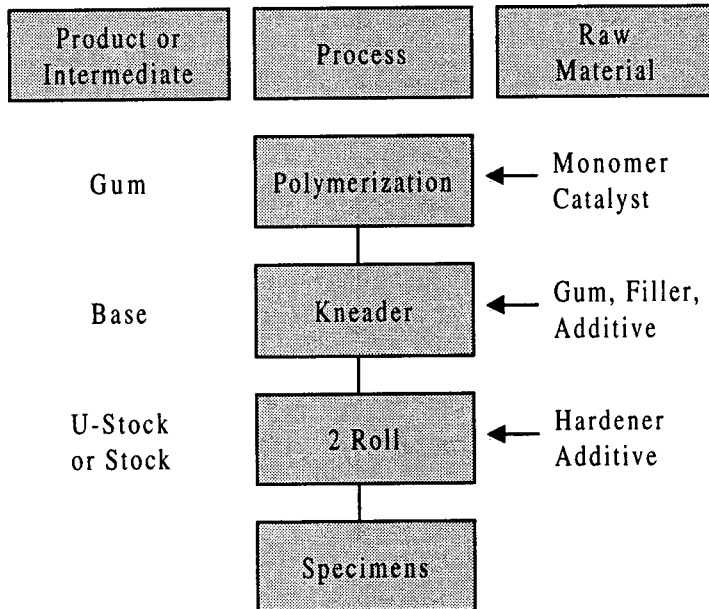 Product or
Intermediate
Process
Raw
Material
Gum
Polymerization
Monomer
Catalyst
Base
Kneader
Gum, Filler,
Additive
U-Stock
or Stock
2 Roll
Hardener
Additive
Specimens